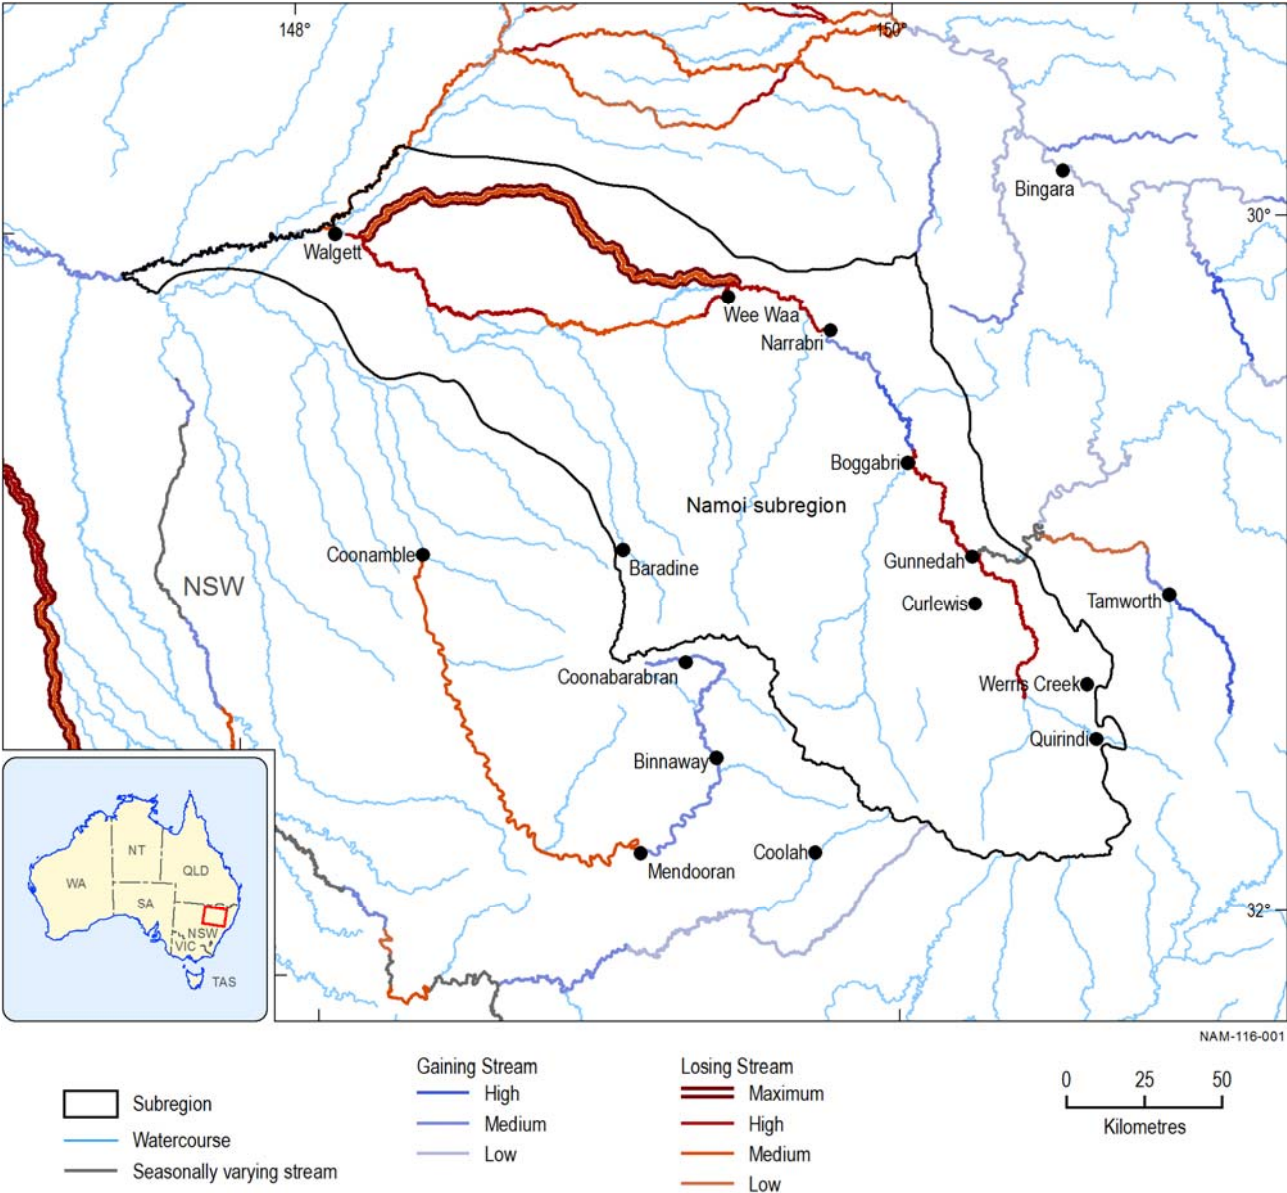 148°
150°
Bingara
30°
Walgett
Wee Waa
Narrabri
Boggabri
Namoi subregion
Coonamble
Baradine
Gunnedah
NSW
Curlewis
Tamworth
Coonabarabran
Werris Creek
Quirindi
Binnaway
Coolah
Mendooran
32°
NT
QLD
WA
SA
NSW
VIC
TAS
NAM-116-001
Subregion
Watercourse
Seasonally varying stream
Gaining Stream
High
Medium
Low
Losing Stream
Maximum
High
Medium
Low
0 25 50
Kilometres